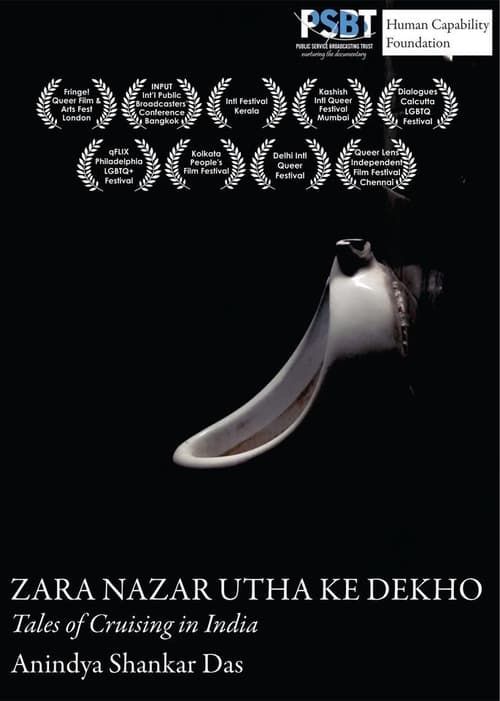 PSBT
PUBLIC SERVICE BROADCASTING TRUST
nurturing the documentary
Human Capability
Foundation
Fringe!
Queer Film &
Arts Fest
London
INPUT
Int'l Public
Broadcasters'
Conference
Bangkok
Intl Festival
Kerala
Kashish
Intl Queer
Festival
Mumbai
Dialogues
Calcutta
LGBTQ
Festival
qFLIX
Philadelphia
LGBTQ+
Festival
Kolkata
People's
Film Festival
Delhi Intl
Queer
Festival
Queer Lens
Independent
Film Festival
Chennai
ZARA NAZAR UTHA KE DEKHO
Tales of Cruising in India
Anindya Shankar Das